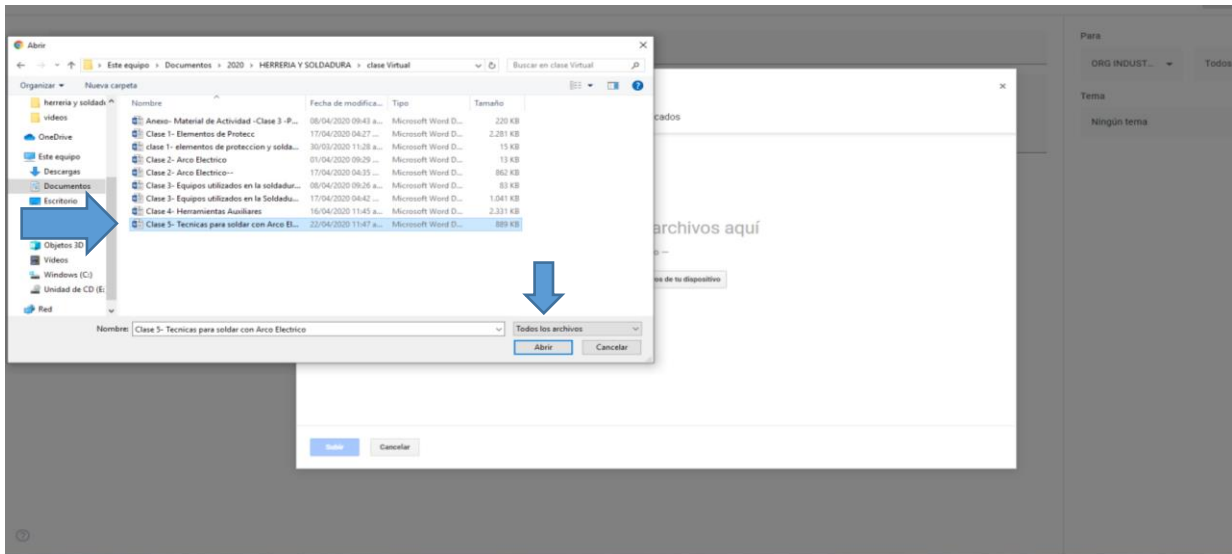 Abrir
Este equipo > Documentos > 2020 > HERRERIA Y SOLDADURA > clase Virtual
Buscar en clase Virtual
Organizar
Nueva carpeta
herreria y soldadu
videos
OneDrive
Este equipo
Descargas
Documentos
Escritorio
Objetos 3D
Videos
Windows (C:)
Unidad de CD (E:
Red
Nombre Fecha de modifica... Tipo Tamaño
Anexo- Material de Actividad -Clase 3 -P... 08/04/2020 09:43 a... Microsoft Word D... 220 KB
Clase 1- Elementos de Protecc 17/04/2020 04:27 ... Microsoft Word D... 2.281 KB
clase 1- elementos de proteccion y solda... 30/03/2020 11:28 a... Microsoft Word D... 15 KB
Clase 2- Arco Electrico 01/04/2020 09:29 ... Microsoft Word D... 13 KB
Clase 2- Arco Electrico-- 17/04/2020 04:35 ... Microsoft Word D... 862 KB
Clase 3- Equipos utilizados en la soldadur... 08/04/2020 09:26 a... Microsoft Word D... 83 KB
Clase 3- Equipos utilizados en la Soldadu... 17/04/2020 04:42 ... Microsoft Word D... 1.041 KB
Clase 4- Herramientas Auxiliares 16/04/2020 11:45 a... Microsoft Word D... 2.331 KB
Clase 5- Tecnicas para soldar con Arco El... 22/04/2020 11:47 a... Microsoft Word D... 889 KB
Nombre: Clase 5- Tecnicas para soldar con Arco Electrico
Todos los archivos
Abrir Cancelar
cados
archivos aquí
os de tu dispositivo
Subir Cancelar
Para
ORG INDUST... Todos
Tema
Ningún tema